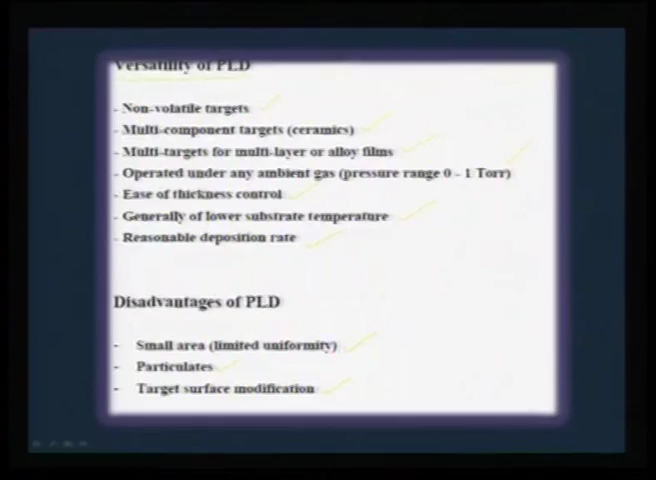 Versatility of PLD
- Non-volatile targets
- Multi-component targets (ceramics)
- Multi-targets for multi-layer or alloy films
- Operated under any ambient gas (pressure range 0 - 1 Torr)
- Ease of thickness control
- Generally of lower substrate temperature
- Reasonable deposition rate
Disadvantages of PLD
- Small area (limited uniformity)
- Particulates
- Target surface modification